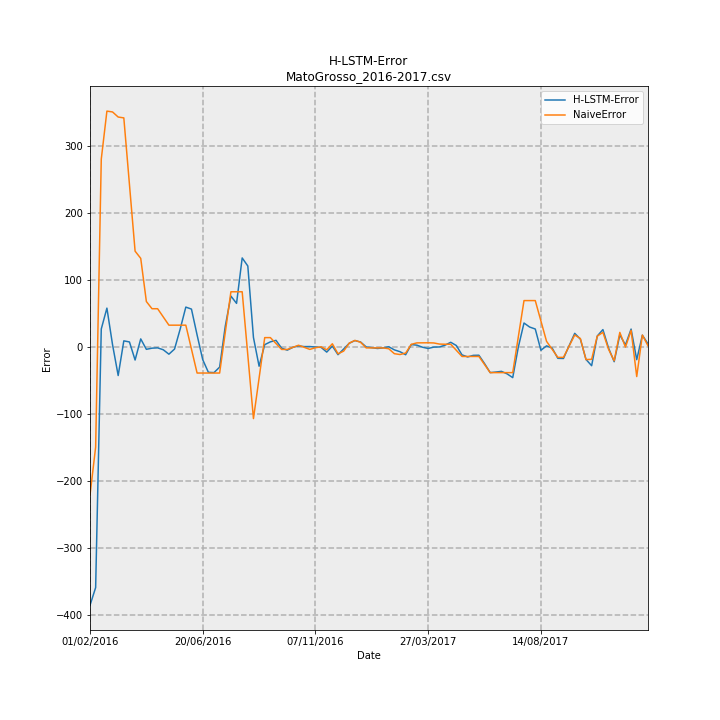 H-LSTM-Error
MatoGrosso_2016-2017.csv
H-LSTM-Error
NaiveError
300
200
100
0
−100
−200
−300
−400
Error
01/02/2016
20/06/2016
07/11/2016
27/03/2017
14/08/2017
Date